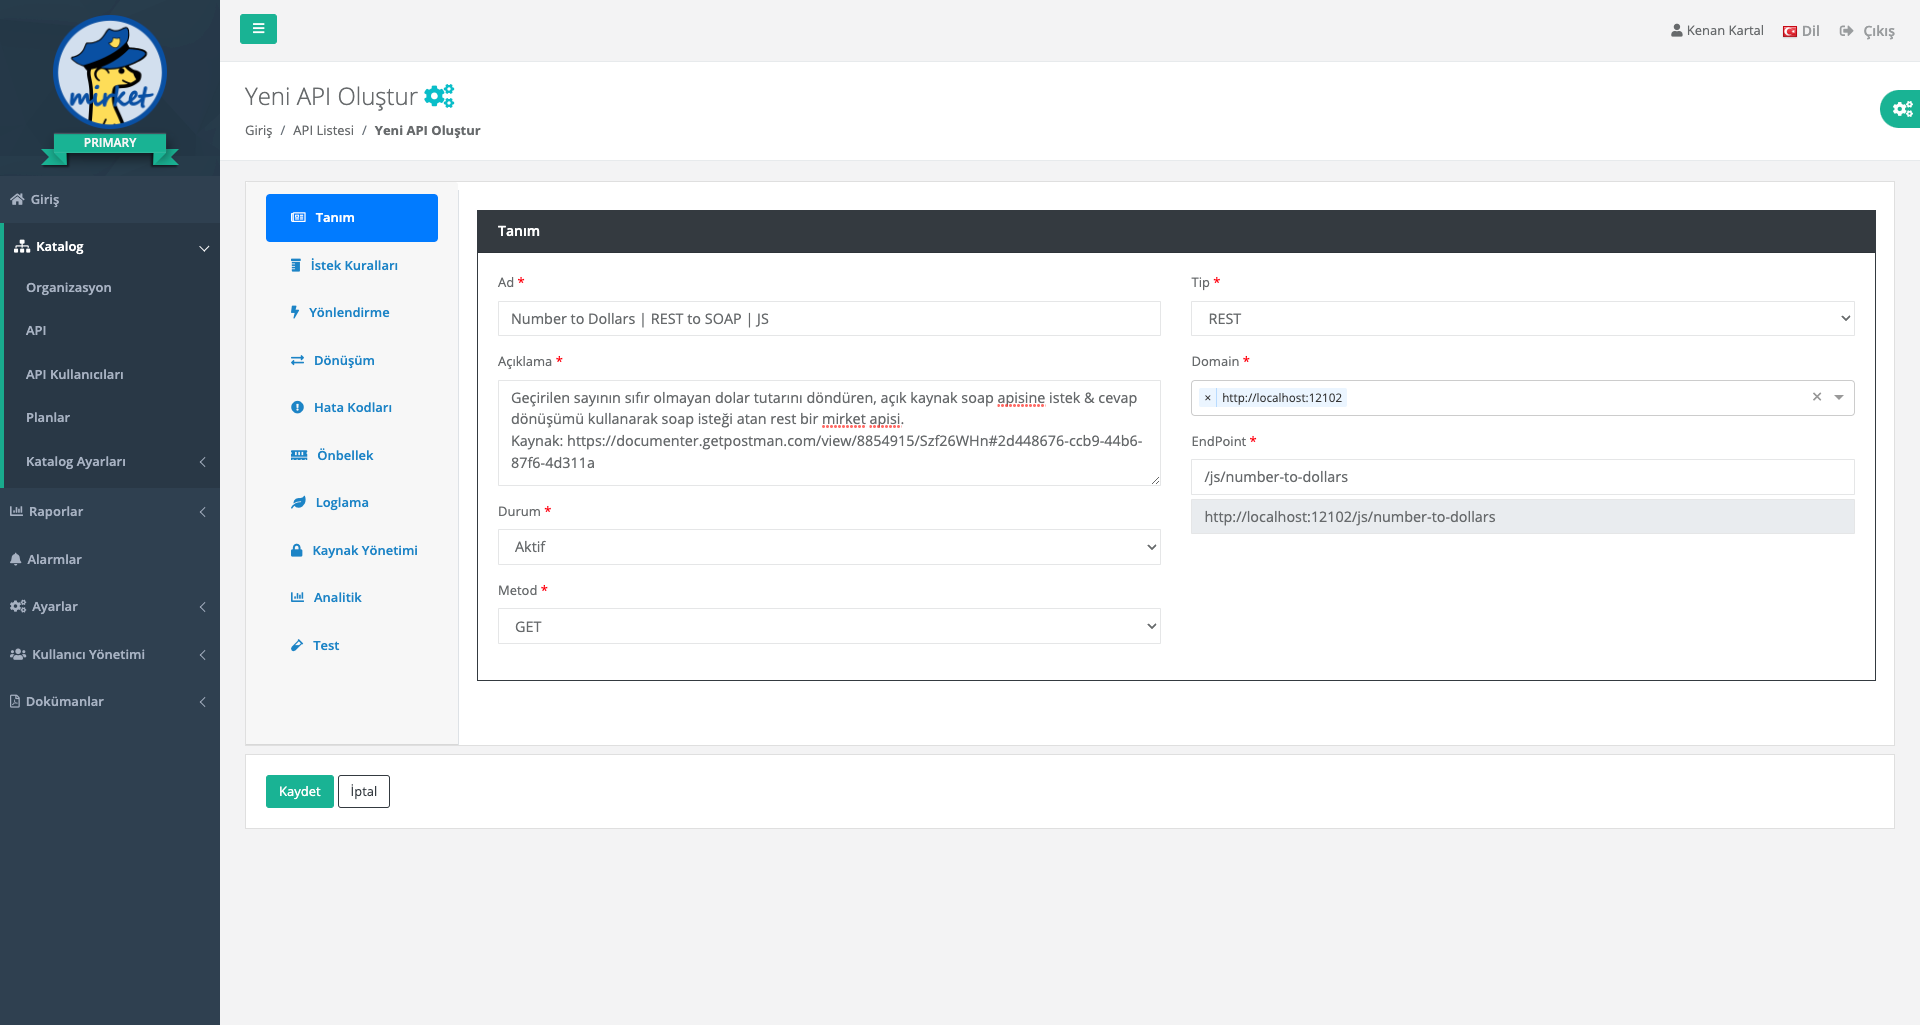 mirket
PRIMARY
Giriş
Katalog
Organizasyon
API
API Kullanıcıları
Planlar
Katalog Ayarları
Raporlar
Alarmlar
Ayarlar
Kullanıcı Yönetimi
Dokümanlar
Kenan Kartal
Dil
Çıkış
Yeni API Oluştur
Giriş / API Listesi / Yeni API Oluştur
Tanım
İstek Kuralları
Yönlendirme
Dönüşüm
Hata Kodları
Önbellek
Loglama
Kaynak Yönetimi
Analitik
Test
Tanım
Ad *
Number to Dollars | REST to SOAP | JS
Açıklama *
Geçirilen sayının sıfır olmayan dolar tutarını döndüren, açık kaynak soap apisine istek & cevap
dönüşümü kullanarak soap isteği atan rest bir mirket apisi.
Kaynak: https://documenter.getpostman.com/view/8854915/Szf26WHn#2d448676-ccb9-44b6-
87f6-4d311a
Durum *
Aktif
Metod *
GET
Tip *
REST
Domain *
× http://localhost:12102
EndPoint *
/js/number-to-dollars
http://localhost:12102/js/number-to-dollars
Kaydet
İptal